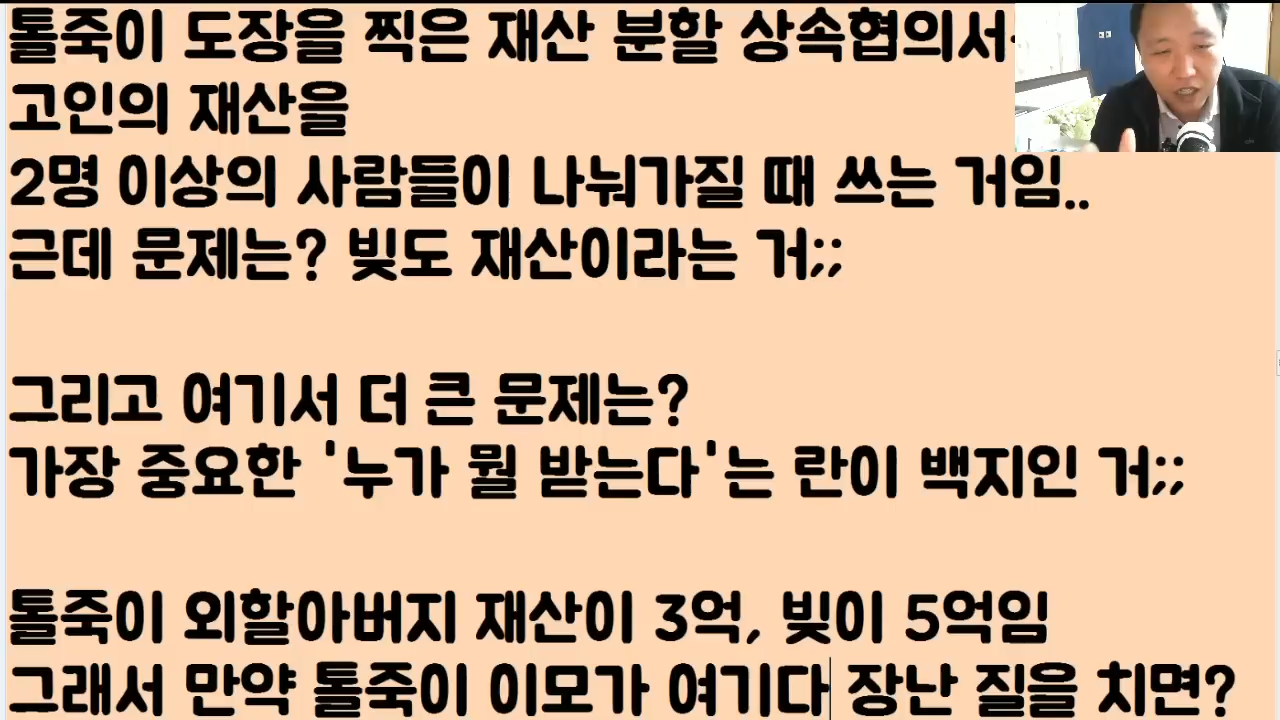 톨죽이 도장을 찍은 재산 분할 상속협의서
고인의 재산을
2명 이상의 사람들이 나눠가질 때 쓰는 거임..
근데 문제는? 빚도 재산이라는 거;;
그리고 여기서 더 큰 문제는?
가장 중요한 '누가 뭘 받는다'는 란이 백지인 거;;
톨죽이 외할아버지 재산이 3억, 빚이 5억임
그래서 만약 톨죽이 이모가 여기다 장난 질을 치면?